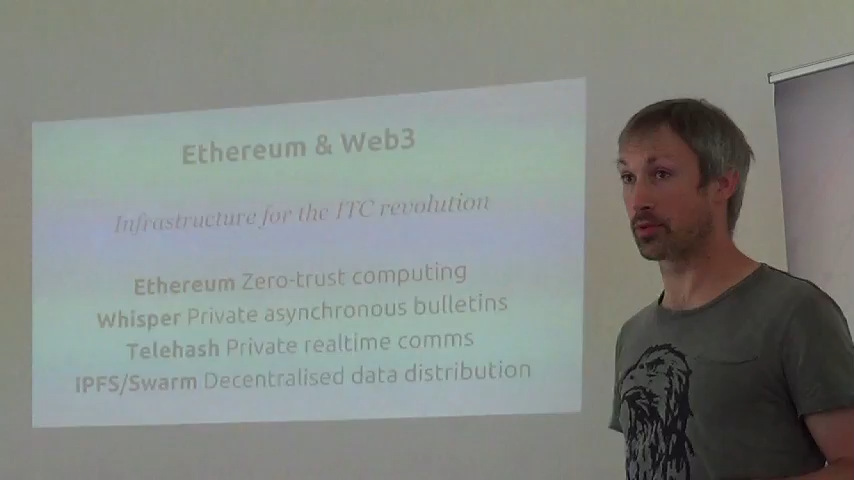 Ethereum & Web3
Infrastructure for the ITC revolution
Ethereum Zero-trust computing
Whisper Private asynchronous bulletins
Telehash Private realtime comms
IPFS/Swarm Decentralised data distribution